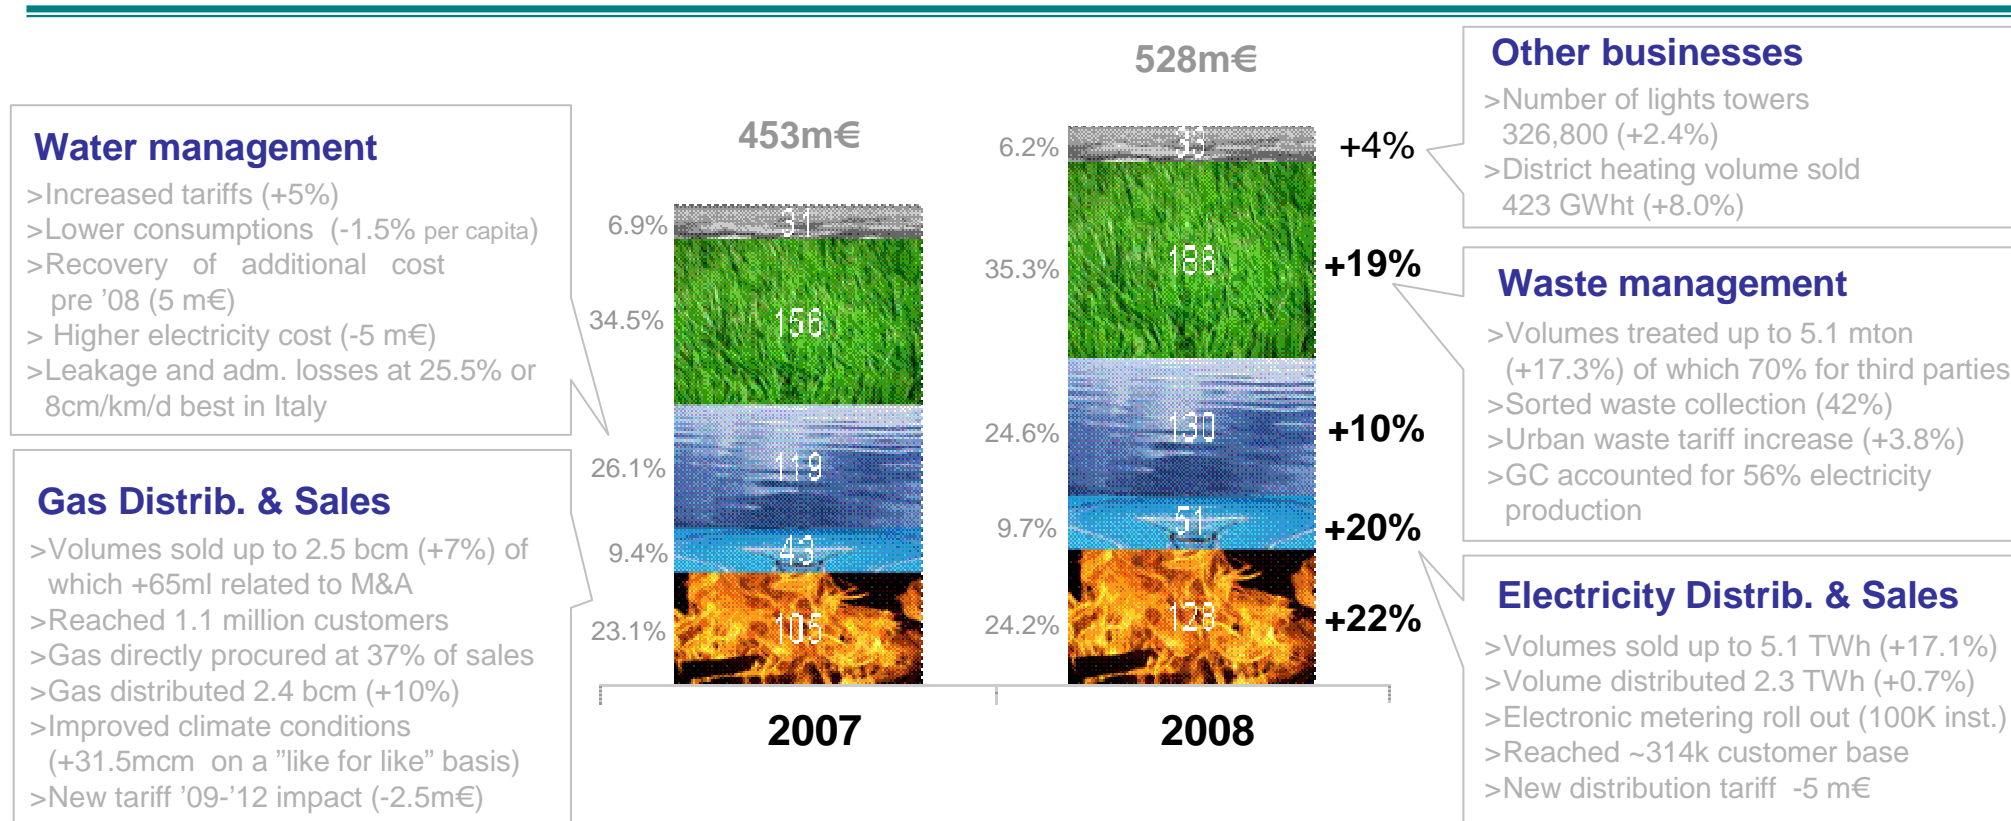 Water management
>Increased tariffs (+5%)
>Lower consumptions (-1.5% per capita)
>Recovery of additional cost
pre ’08 (5 m€)
> Higher electricity cost (-5 m€)
>Leakage and adm. losses at 25.5% or
8cm/km/d best in Italy
Gas Distrib. & Sales
>Volumes sold up to 2.5 bcm (+7%) of
which +65ml related to M&A
>Reached 1.1 million customers
>Gas directly procured at 37% of sales
>Gas distributed 2.4 bcm (+10%)
>Improved climate conditions
(+31.5mcm on a ”like for like” basis)
>New tariff ’09-’12 impact (-2.5m€)
453m€
6.9%
31
34.5%
156
26.1%
119
9.4%
43
23.1%
105
2007
528m€
6.2%
33
+4%
35.3%
186
+19%
24.6%
130
+10%
9.7%
51
+20%
24.2%
128
+22%
2008
Other businesses
>Number of lights towers
326,800 (+2.4%)
>District heating volume sold
423 GWht (+8.0%)
Waste management
>Volumes treated up to 5.1 mton
(+17.3%) of which 70% for third parties
>Sorted waste collection (42%)
>Urban waste tariff increase (+3.8%)
>GC accounted for 56% electricity
production
Electricity Distrib. & Sales
>Volumes sold up to 5.1 TWh (+17.1%)
>Volume distributed 2.3 TWh (+0.7%)
>Electronic metering roll out (100K inst.)
>Reached ~314k customer base
>New distribution tariff -5 m€